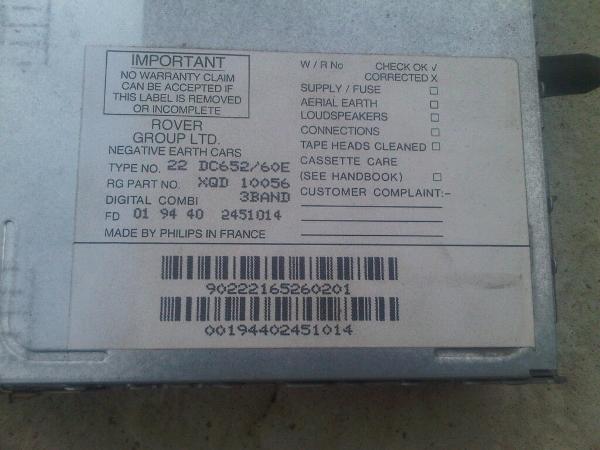 IMPORTANT
NO WARRANTY CLAIM
CAN BE ACCEPTED IF
THIS LABEL IS REMOVED
OR INCOMPLETE
ROVER
GROUP LTD.
NEGATIVE EARTH CARS
TYPE NO. 22 DC652/60E
RG PART NO. XQD 10056
DIGITAL COMBI 3BAND
FD 01 94 40 2451014
MADE BY PHILIPS IN FRANCE
W / R No CHECK OK √
CORRECTED X
SUPPLY / FUSE □
AERIAL EARTH □
LOUDSPEAKERS □
CONNECTIONS □
TAPE HEADS CLEANED □
CASSETTE CARE
(SEE HANDBOOK) □
CUSTOMER COMPLAINT:-
90222165260201
00194402451014